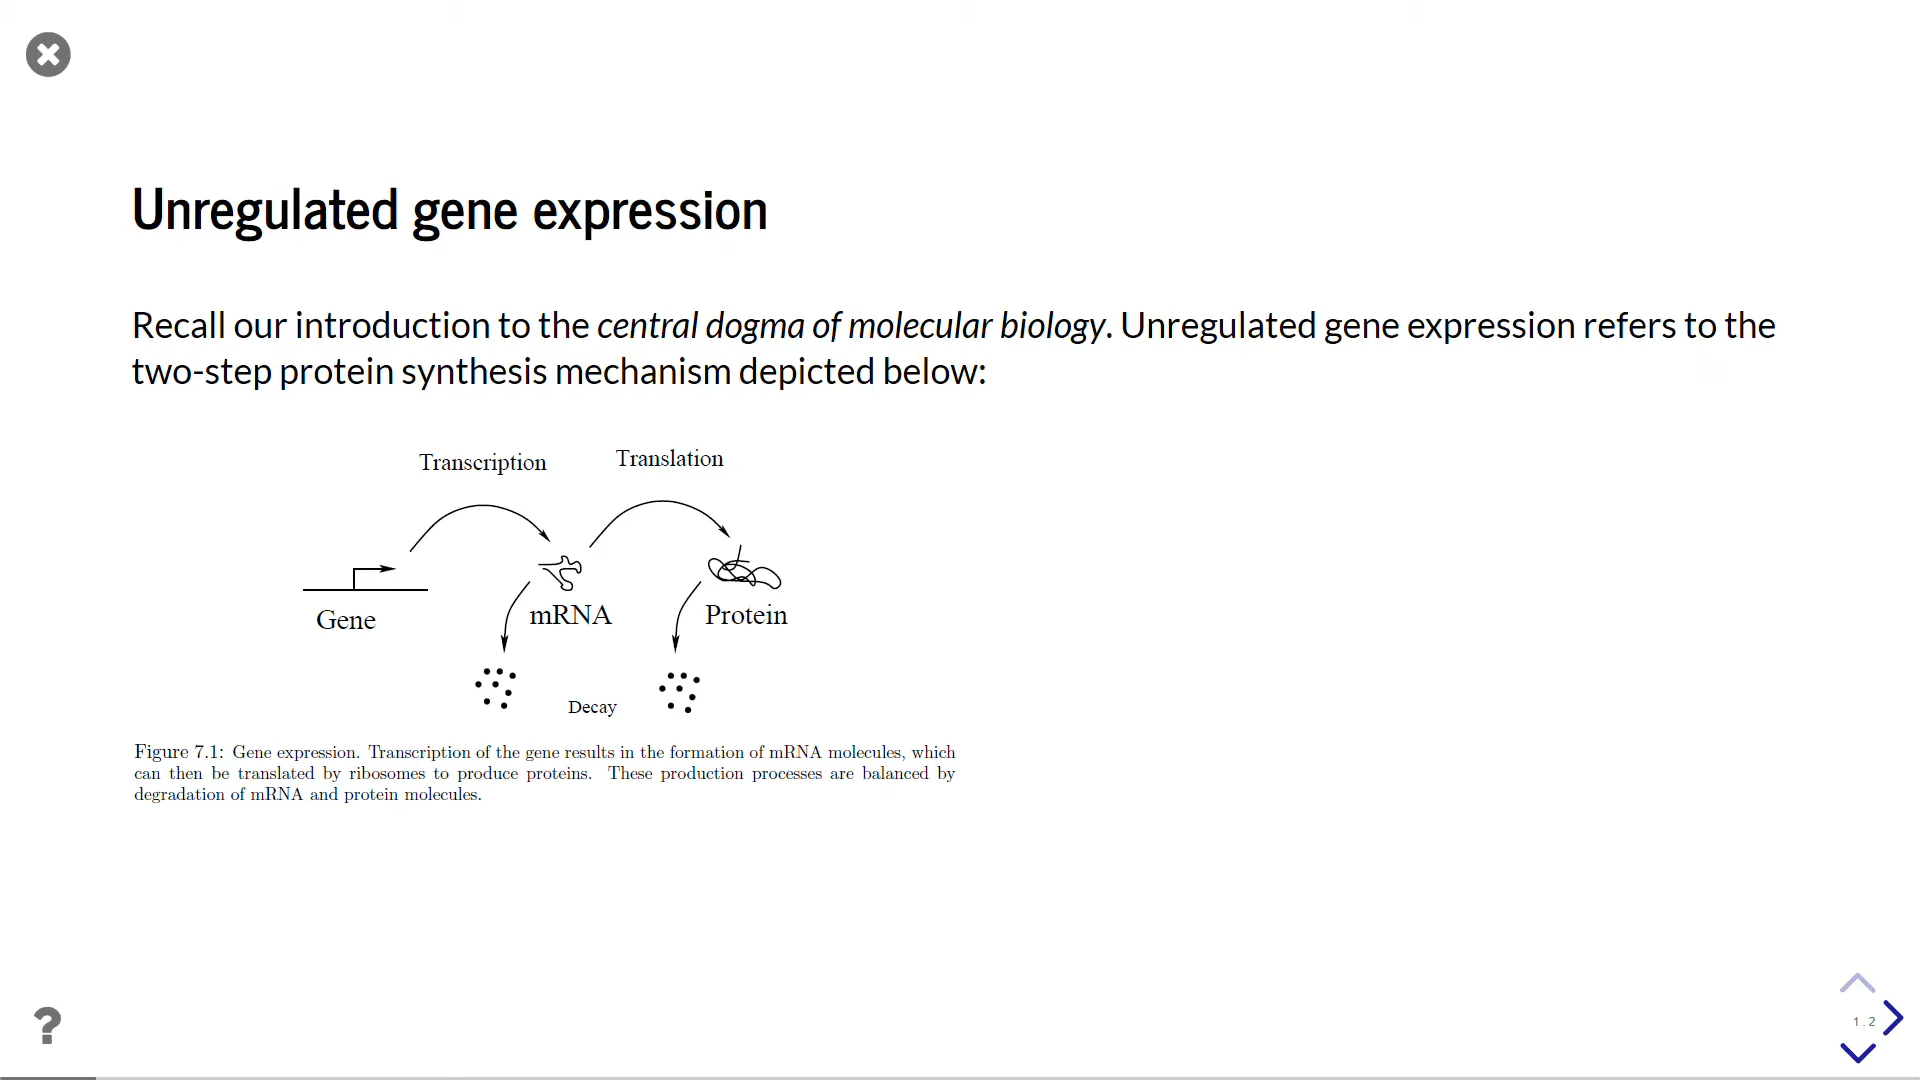 Unregulated gene expression
Recall our introduction to the central dogma of molecular biology. Unregulated gene expression refers to the
two-step protein synthesis mechanism depicted below:
Transcription
Translation
Gene
mRNA
Protein
Decay
Figure 7.1: Gene expression. Transcription of the gene results in the formation of mRNA molecules, which
can then be translated by ribosomes to produce proteins. These production processes are balanced by
degradation of mRNA and protein molecules.
?
1.2